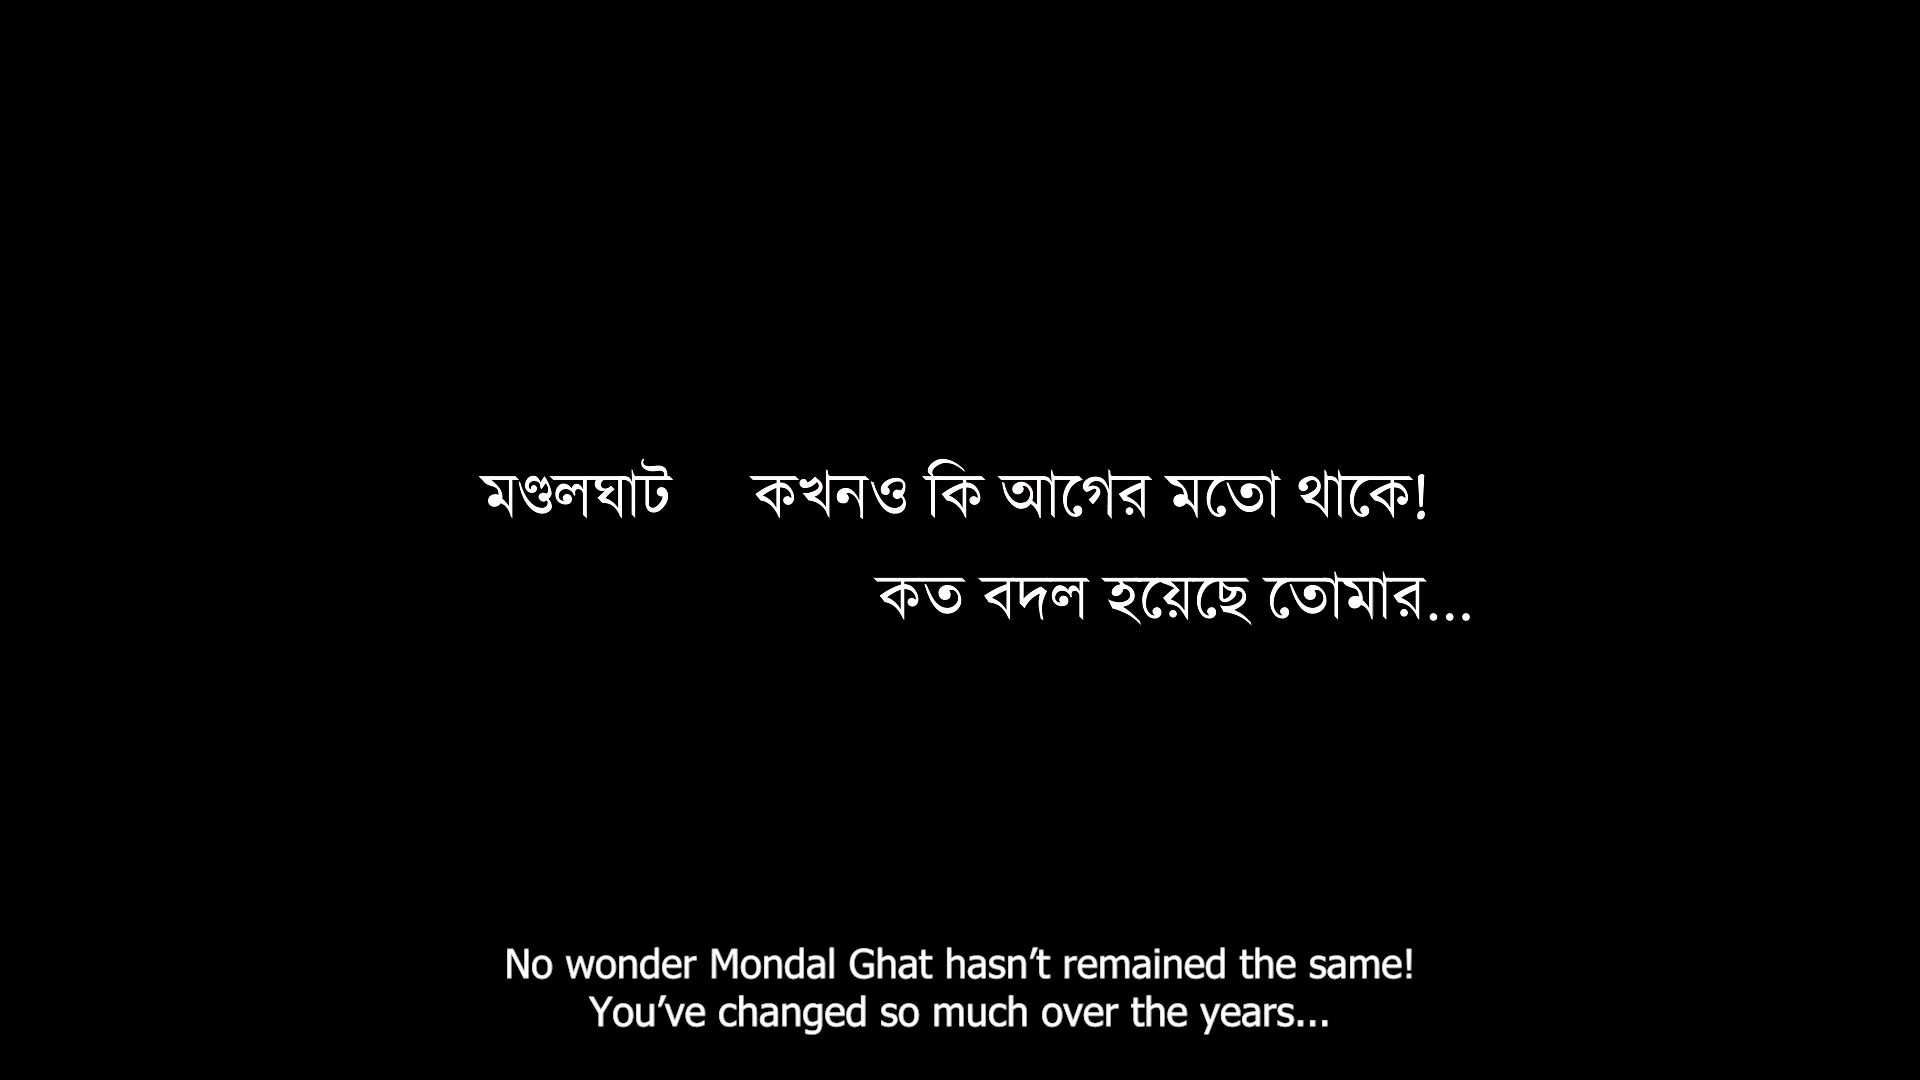 মণ্ডলঘাট কখনও কি আগের মতো থাকে!
কত বদল হয়েছে তোমার...
No wonder Mondal Ghat hasn’t remained the same!
You’ve changed so much over the years...